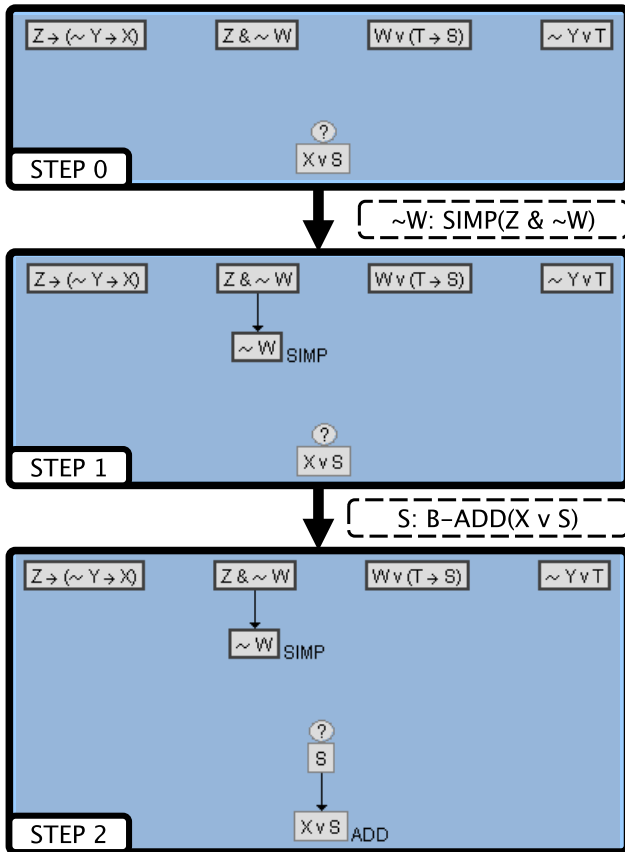 Z → (~ Y → X) Z & ~ W W v (T → S) ~ Y v T
?
X v S
STEP 0
~W: SIMP(Z & ~W)
Z → (~ Y → X) Z & ~ W W v (T → S) ~ Y v T
~ W SIMP
?
X v S
STEP 1
S: B-ADD(X v S)
Z → (~ Y → X) Z & ~ W W v (T → S) ~ Y v T
~ W SIMP
?
S
X v S ADD
STEP 2